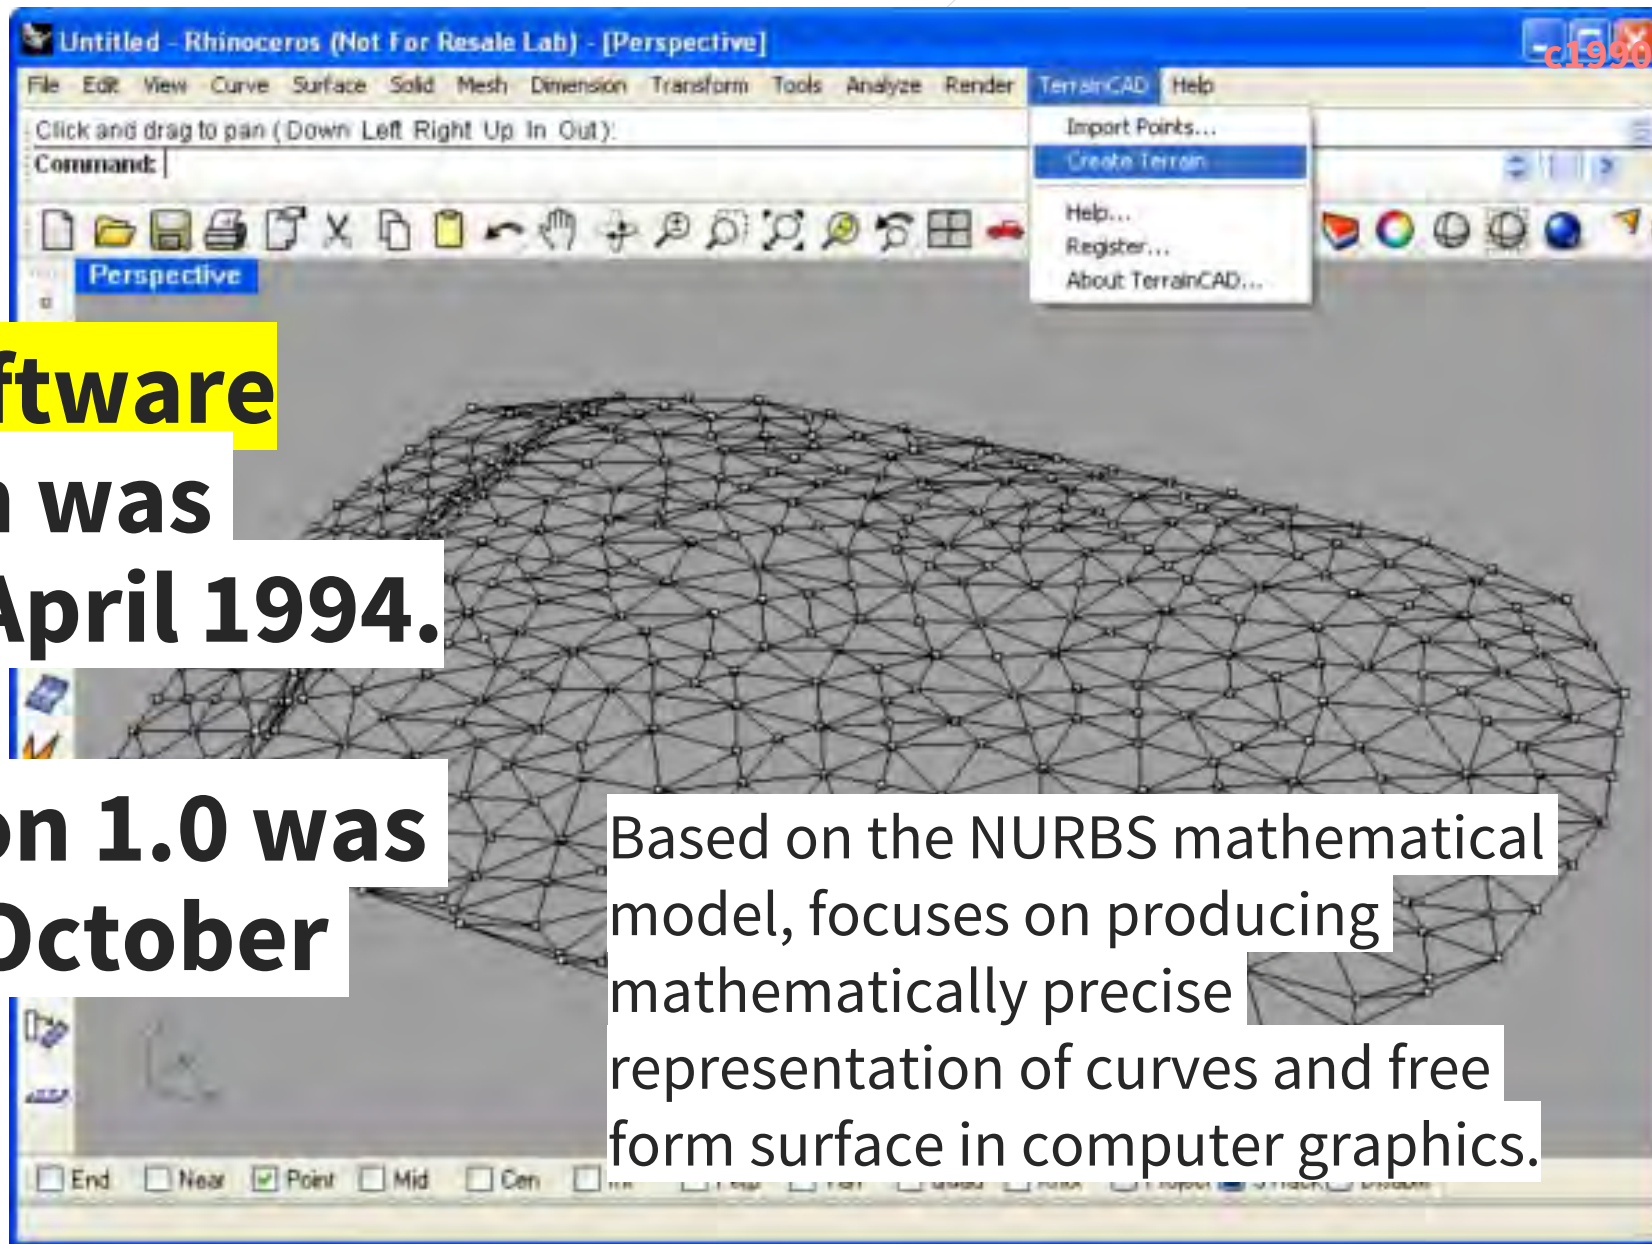 Untitled - Rhinoceros (Not For Resale Lab) - [Perspective]
c1990
File Edit View Curve Surface Solid Mesh Dimension Transform Tools Analyze Render TerrainCAD Help
Click and drag to pan ( Down Left Right Up In Out ):
Command:
Import Points...
Create Terrain
Help...
Register...
About TerrainCAD...
Perspective
ftware
n was
April 1994.
on 1.0 was
October
Based on the NURBS mathematical
model, focuses on producing
mathematically precise
representation of curves and free
form surface in computer graphics.
End Near Point Mid Cen